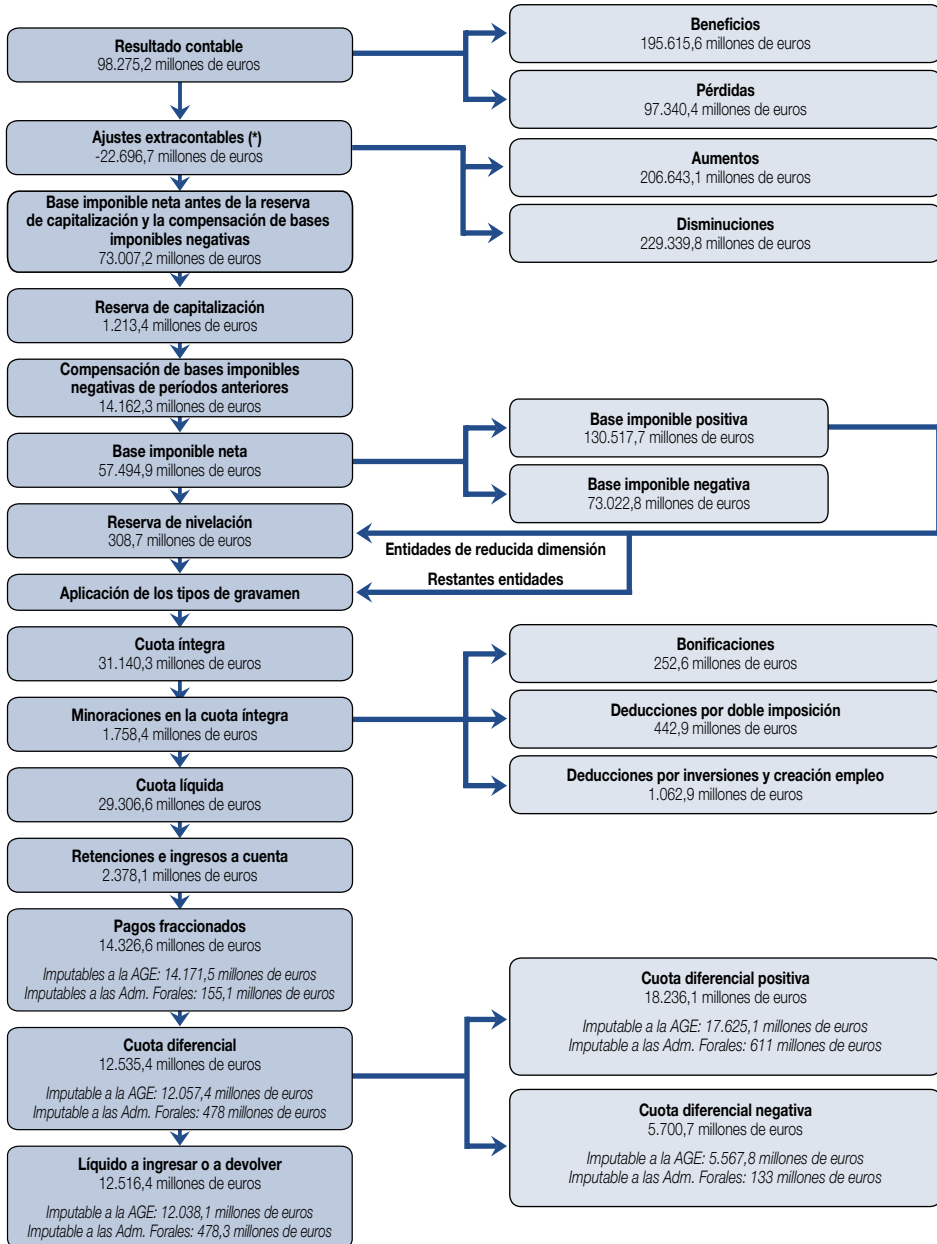 Resultado contable
98.275,2 millones de euros
Beneficios
195.615,6 millones de euros
Pérdidas
97.340,4 millones de euros
Ajustes extracontables (*)
-22.696,7 millones de euros
Aumentos
206.643,1 millones de euros
Disminuciones
229.339,8 millones de euros
Base imponible neta antes de la reserva
de capitalización y la compensación de bases
imponibles negativas
73.007,2 millones de euros
Reserva de capitalización
1.213,4 millones de euros
Compensación de bases imponibles
negativas de períodos anteriores
14.162,3 millones de euros
Base imponible neta
57.494,9 millones de euros
Base imponible positiva
130.517,7 millones de euros
Base imponible negativa
73.022,8 millones de euros
Reserva de nivelación
308,7 millones de euros
Entidades de reducida dimensión
Restantes entidades
Aplicación de los tipos de gravamen
Cuota íntegra
31.140,3 millones de euros
Minoraciones en la cuota íntegra
1.758,4 millones de euros
Bonificaciones
252,6 millones de euros
Deducciones por doble imposición
442,9 millones de euros
Deducciones por inversiones y creación empleo
1.062,9 millones de euros
Cuota líquida
29.306,6 millones de euros
Retenciones e ingresos a cuenta
2.378,1 millones de euros
Pagos fraccionados
14.326,6 millones de euros
Imputables a la AGE: 14.171,5 millones de euros
Imputables a las Adm. Forales: 155,1 millones de euros
Cuota diferencial
12.535,4 millones de euros
Imputable a la AGE: 12.057,4 millones de euros
Imputable a las Adm. Forales: 478 millones de euros
Cuota diferencial positiva
18.236,1 millones de euros
Imputable a la AGE: 17.625,1 millones de euros
Imputable a las Adm. Forales: 611 millones de euros
Cuota diferencial negativa
5.700,7 millones de euros
Imputable a la AGE: 5.567,8 millones de euros
Imputable a las Adm. Forales: 133 millones de euros
Líquido a ingresar o a devolver
12.516,4 millones de euros
Imputable a la AGE: 12.038,1 millones de euros
Imputable a las Adm. Forales: 478,3 millones de euros